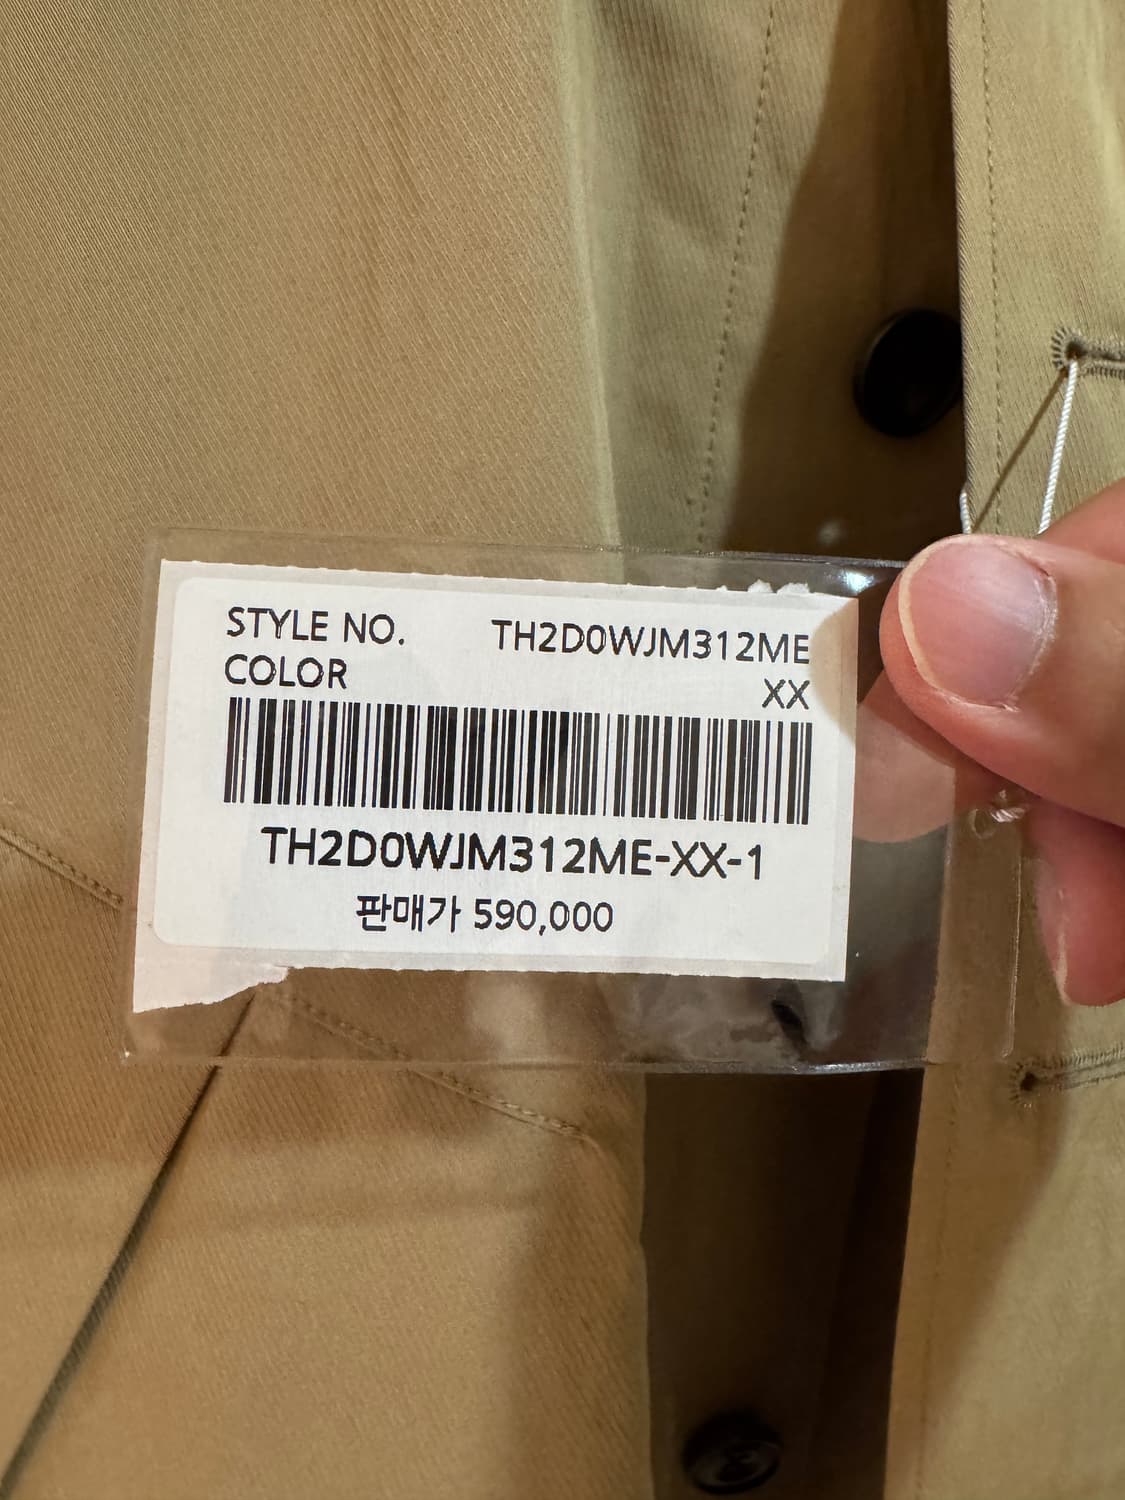 STYLE NO. TH2D0WJM312ME
COLOR XX
TH2D0WJM312ME-XX-1
판매가 590,000